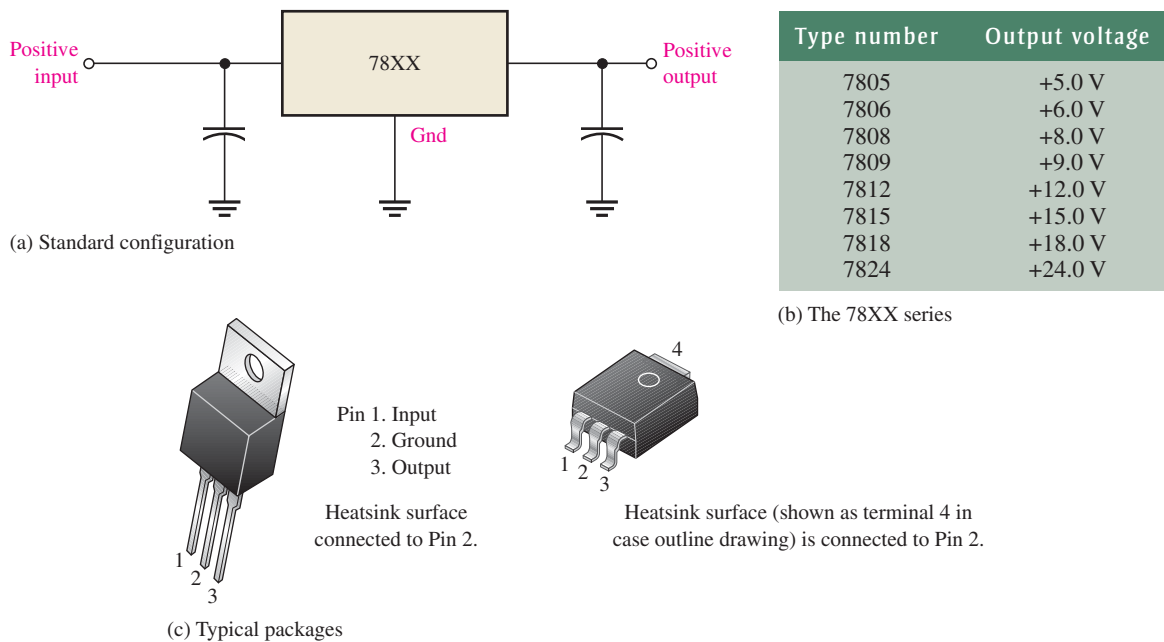 Positive
input
78XX
Gnd
Positive
output
(a) Standard configuration
Type number Output voltage
7805 +5.0 V
7806 +6.0 V
7808 +8.0 V
7809 +9.0 V
7812 +12.0 V
7815 +15.0 V
7818 +18.0 V
7824 +24.0 V
(b) The 78XX series
1
2
3
Pin 1. Input
2. Ground
3. Output
Heatsink surface
connected to Pin 2.
4
1
2
3
Heatsink surface (shown as terminal 4 in
case outline drawing) is connected to Pin 2.
(c) Typical packages